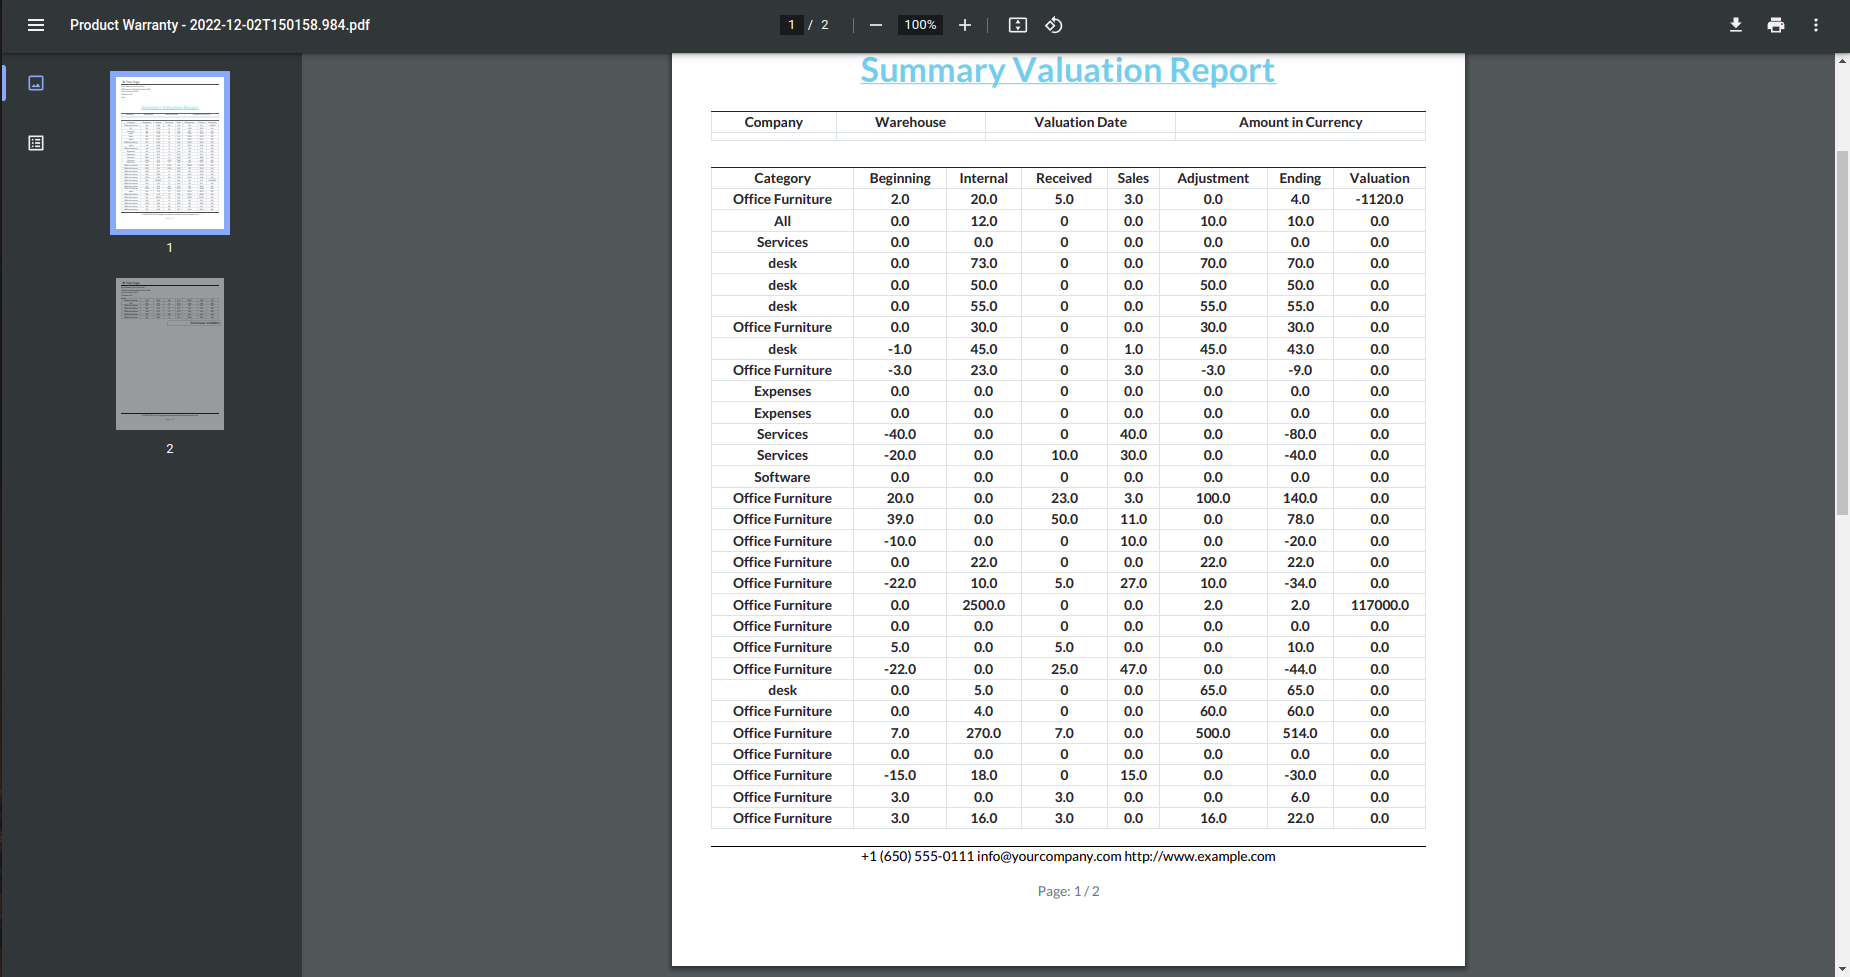 Product Warranty - 2022-12-02T150158.984.pdf
1 / 2
100%
1
2
Summary Valuation Report
Company Warehouse Valuation Date Amount in Currency
Category Beginning Internal Received Sales Adjustment Ending Valuation
Office Furniture 2.0 20.0 5.0 3.0 0.0 4.0 -1120.0
All 0.0 12.0 0 0.0 10.0 10.0 0.0
Services 0.0 0.0 0 0.0 0.0 0.0 0.0
desk 0.0 73.0 0 0.0 70.0 70.0 0.0
desk 0.0 50.0 0 0.0 50.0 50.0 0.0
desk 0.0 55.0 0 0.0 55.0 55.0 0.0
Office Furniture 0.0 30.0 0 0.0 30.0 30.0 0.0
desk -1.0 45.0 0 1.0 45.0 43.0 0.0
Office Furniture -3.0 23.0 0 3.0 -3.0 -9.0 0.0
Expenses 0.0 0.0 0 0.0 0.0 0.0 0.0
Expenses 0.0 0.0 0 0.0 0.0 0.0 0.0
Services -40.0 0.0 0 40.0 0.0 -80.0 0.0
Services -20.0 0.0 10.0 30.0 0.0 -40.0 0.0
Software 0.0 0.0 0 0.0 0.0 0.0 0.0
Office Furniture 20.0 0.0 23.0 3.0 100.0 140.0 0.0
Office Furniture 39.0 0.0 50.0 11.0 0.0 78.0 0.0
Office Furniture -10.0 0.0 0 10.0 0.0 -20.0 0.0
Office Furniture 0.0 22.0 0 0.0 22.0 22.0 0.0
Office Furniture -22.0 10.0 5.0 27.0 10.0 -34.0 0.0
Office Furniture 0.0 2500.0 0 0.0 2.0 2.0 117000.0
Office Furniture 0.0 0.0 0 0.0 0.0 0.0 0.0
Office Furniture 5.0 0.0 5.0 0.0 0.0 10.0 0.0
Office Furniture -22.0 0.0 25.0 47.0 0.0 -44.0 0.0
desk 0.0 5.0 0 0.0 65.0 65.0 0.0
Office Furniture 0.0 4.0 0 0.0 60.0 60.0 0.0
Office Furniture 7.0 270.0 7.0 0.0 500.0 514.0 0.0
Office Furniture 0.0 0.0 0 0.0 0.0 0.0 0.0
Office Furniture -15.0 18.0 0 15.0 0.0 -30.0 0.0
Office Furniture 3.0 0.0 3.0 0.0 0.0 6.0 0.0
Office Furniture 3.0 16.0 3.0 0.0 16.0 22.0 0.0
+1 (650) 555-0111 info@yourcompany.com http://www.example.com
Page: 1 / 2